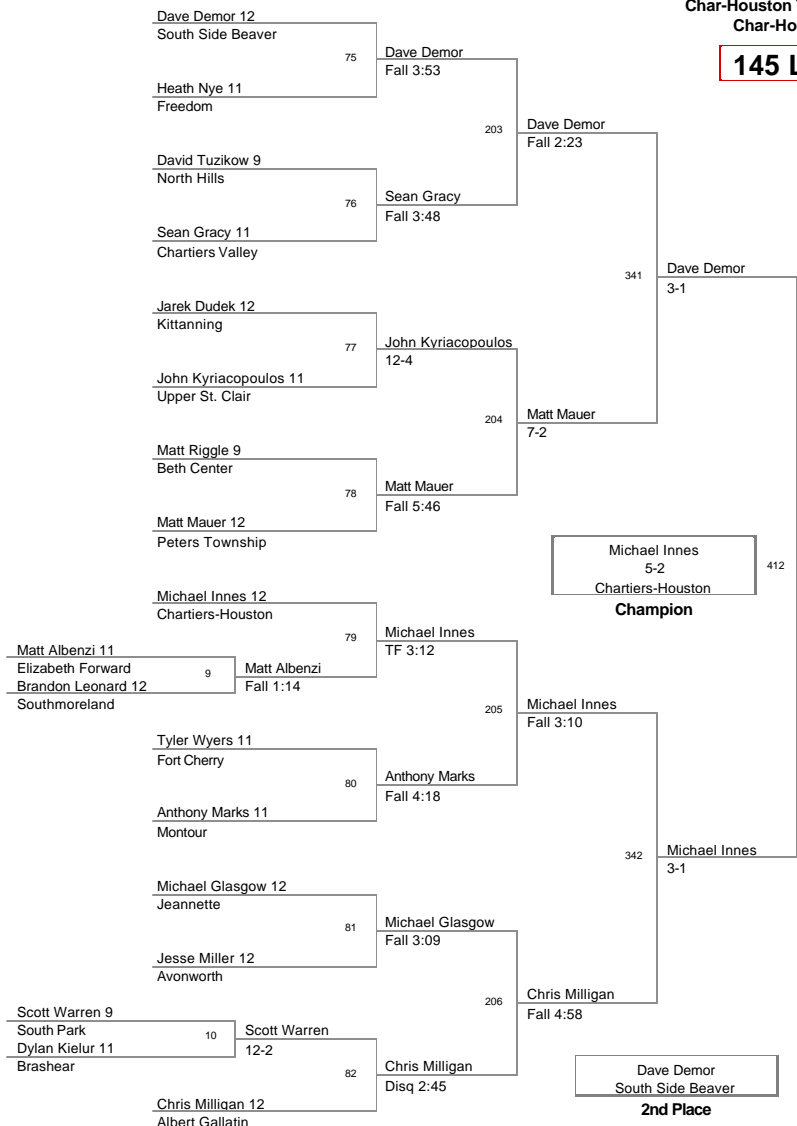 Char-Houston
Char-Ho
145 L
Dave Demor 12
South Side Beaver
75
Dave Demor
Fall 3:53
Heath Nye 11
Freedom
203
Dave Demor
Fall 2:23
David Tuzikow 9
North Hills
76
Sean Gracy
Fall 3:48
Sean Gracy 11
Chartiers Valley
341
Dave Demor
3-1
Jarek Dudek 12
Kittanning
77
John Kyriacopoulos
12-4
John Kyriacopoulos 11
Upper St. Clair
204
Matt Mauer
7-2
Matt Riggle 9
Beth Center
78
Matt Mauer
Fall 5:46
Matt Mauer 12
Peters Township
Michael Innes
5-2
Chartiers-Houston
412
Champion
Michael Innes 12
Chartiers-Houston
79
Michael Innes
TF 3:12
Matt Albenzi 11
Elizabeth Forward
9
Matt Albenzi
Fall 1:14
Brandon Leonard 12
Southmoreland
205
Michael Innes
Fall 3:10
Tyler Wyers 11
Fort Cherry
80
Anthony Marks
Fall 4:18
Anthony Marks 11
Montour
342
Michael Innes
3-1
Michael Glasgow 12
Jeannette
81
Michael Glasgow
Fall 3:09
Jesse Miller 12
Avonworth
206
Chris Milligan
Fall 4:58
Scott Warren 9
South Park
10
Scott Warren
12-2
Dylan Kielur 11
Brashear
82
Chris Milligan
Disq 2:45
Chris Milligan 12
Albert Gallatin
Dave Demor
South Side Beaver
2nd Place